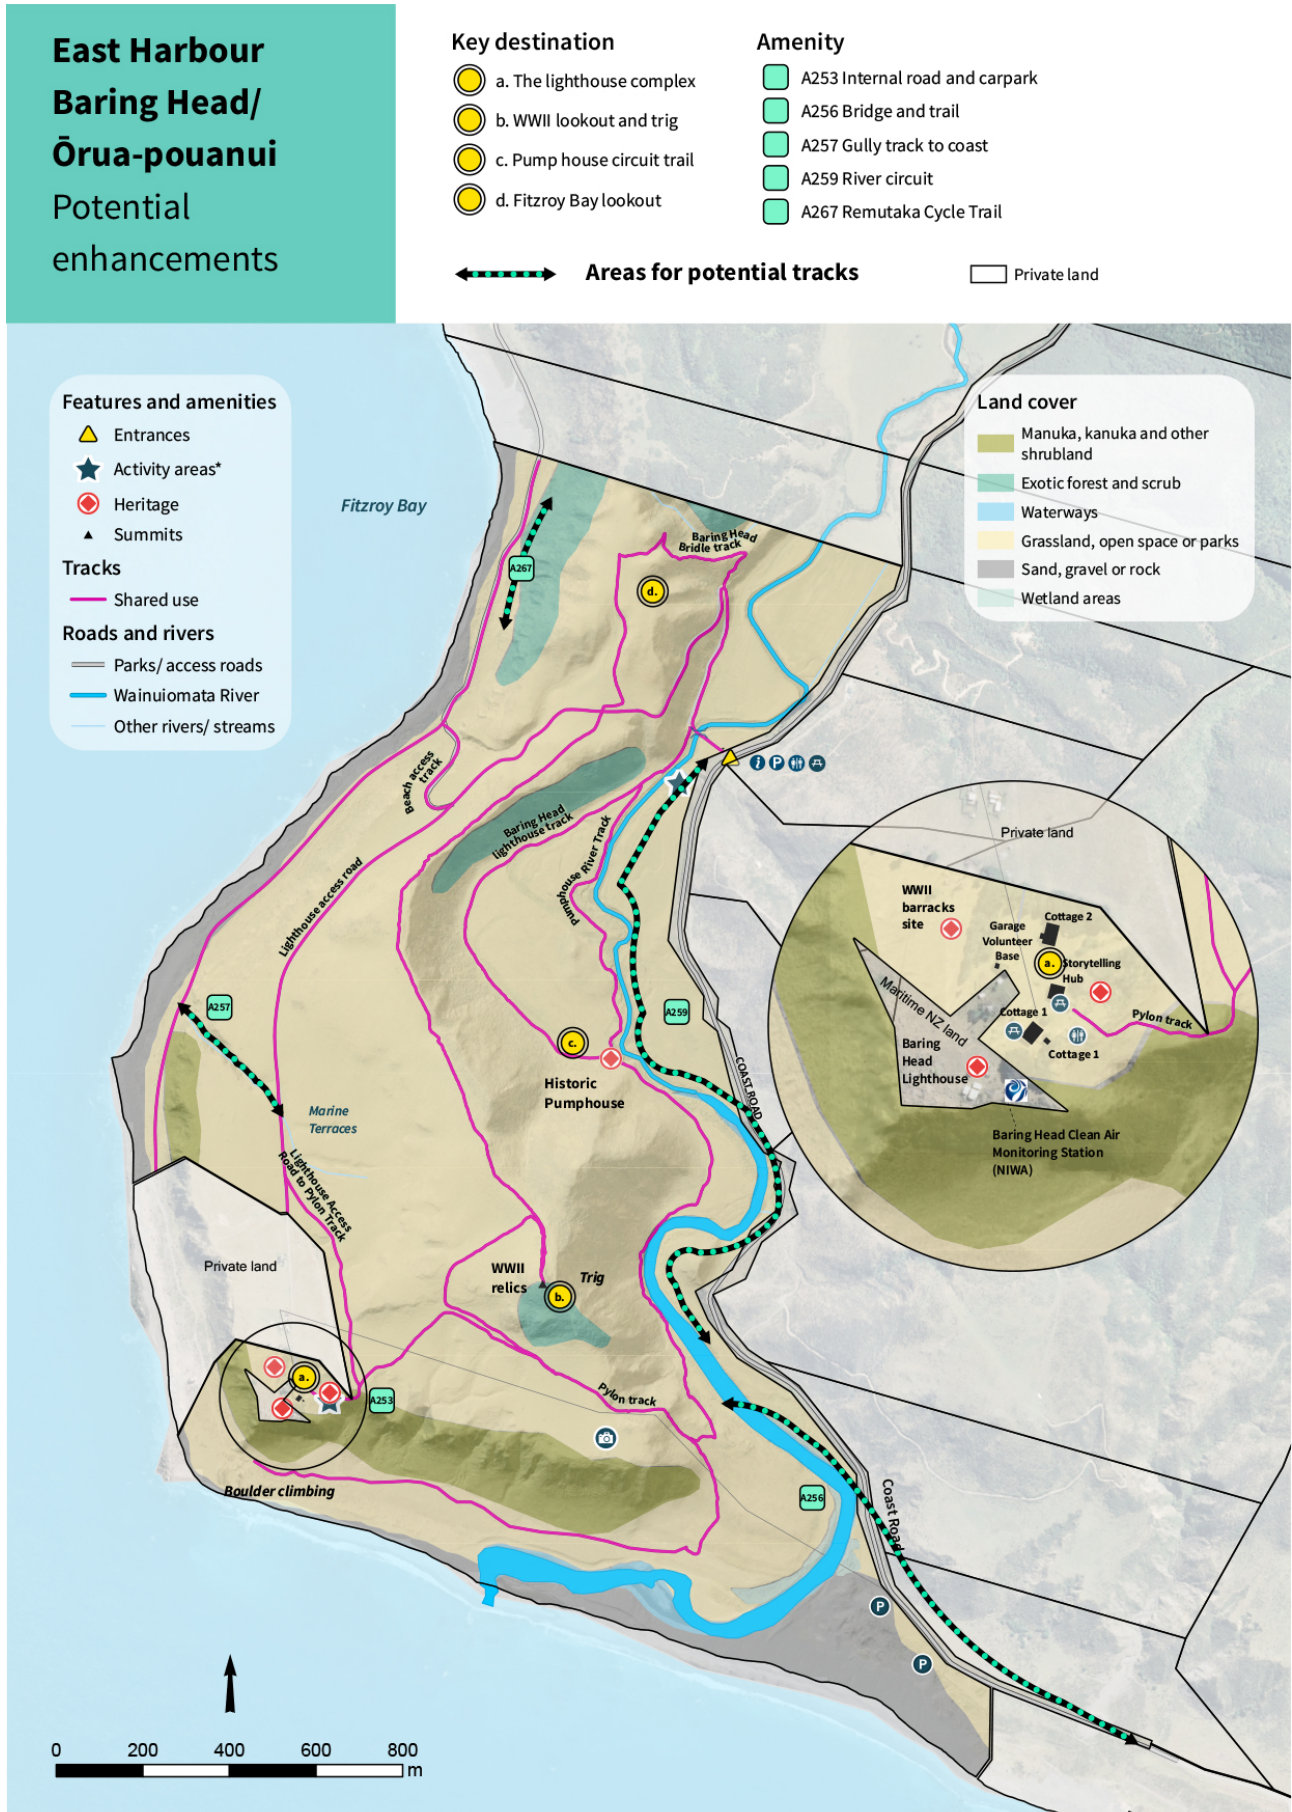 East Harbour
Baring Head/
Ōrua-pouanui
Potential
enhancements
Key destination
a. The lighthouse complex
b. WWII lookout and trig
c. Pump house circuit trail
d. Fitzroy Bay lookout
Amenity
A253 Internal road and carpark
A256 Bridge and trail
A257 Gully track to coast
A259 River circuit
A267 Remutaka Cycle Trail
Areas for potential tracks
Private land
Features and amenities
Entrances
Activity areas*
Heritage
Summits
Tracks
Shared use
Roads and rivers
Parks/ access roads
Wainuiomata River
Other rivers/ streams
Land cover
Manuka, kanuka and other
shrubland
Exotic forest and scrub
Waterways
Grassland, open space or parks
Sand, gravel or rock
Wetland areas
Fitzroy Bay
A267
Baring Head
Bridle track
d.
Beach access
track
i
P
Baring Head
lighthouse track
Pumphouse River Track
Lighthouse access road
A257
A259
c.
Historic
Pumphouse
COAST ROAD
Marine
Terraces
Lighthouse Access
Road to Pylon Track
Private land
WWII
relics
Trig
b.
a.
A253
Pylon track
Boulder climbing
A256
Coast Road
P
P
Private land
WWII
barracks
site
Cottage 2
Garage
Volunteer
Base
a.
Storytelling
Hub
Maritime NZ land
Cottage 1
Pylon track
Baring
Head
Lighthouse
Cottage 1
Baring Head Clean Air
Monitoring Station
(NIWA)
0 200 400 600 800
m